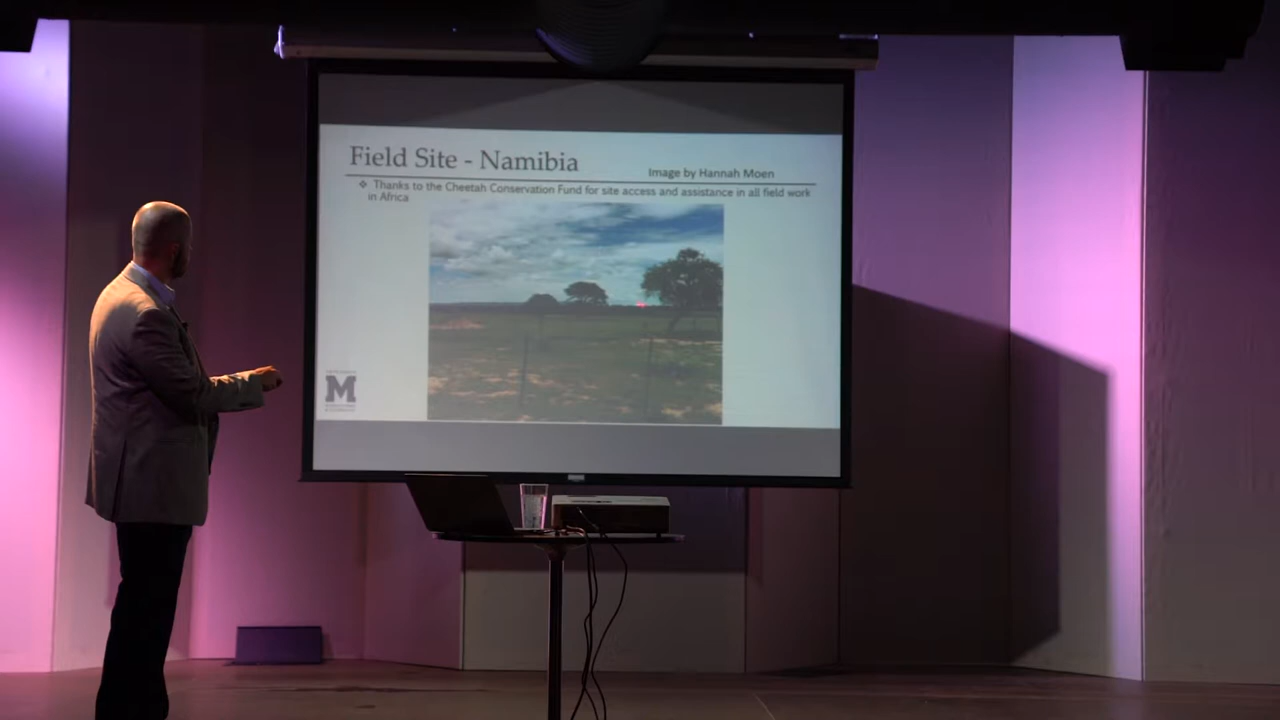 Field Site - Namibia
Image by Hannah Moen
❖ Thanks to the Cheetah Conservation Fund for site access and assistance in all field work
in Africa
M